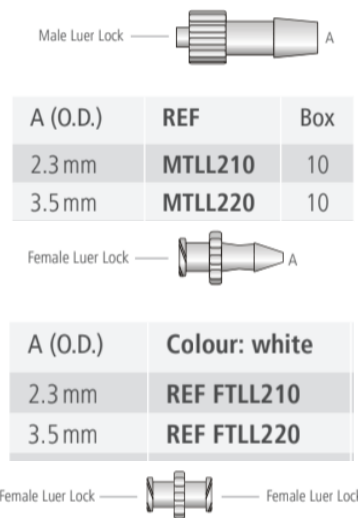 Male Luer Lock A
A (O.D.) REF Box
2.3 mm MTLL210 10
3.5 mm MTLL220 10
Female Luer Lock A
A (O.D.) Colour: white
2.3 mm REF FTLL210
3.5 mm REF FTLL220
Female Luer Lock Female Luer Lock